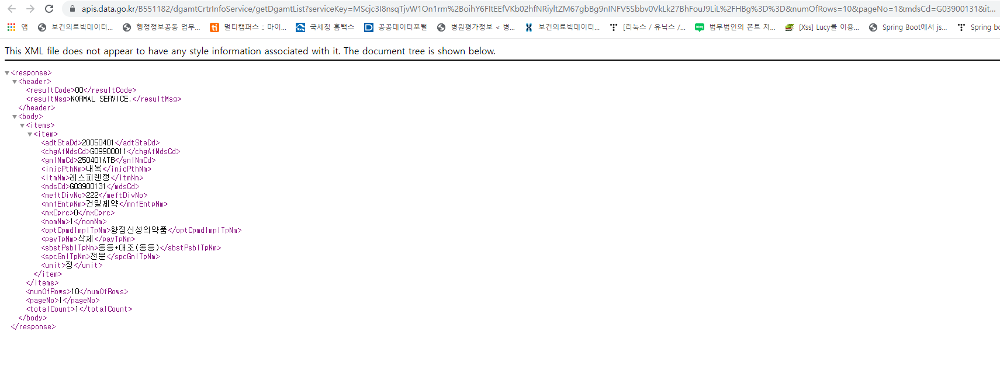 apis.data.go.kr/B551182/dgamtCrtrInfoService/getDgamtList?serviceKey=MScjc3I8nsqTjvW1On1rm%2BoihY6FItEEfVKb02hfNRiyltZM67gbBg9nINFV5Sbbv0VkLk27BhFouJ9LiL%2FHBg%3D%3D&numOfRows=10&pageNo=1&mdsCd=G03900131&it...
앱 보건의료빅데이터... 행정정보공동 업무... 멀티캠퍼스 :: 마이... 국세청 홈택스 공공데이터포털 병원평가정보 < 병... 보건의료빅데이터... [리눅스 / 유닉스 /... 법무법인의 폰트 저... [Xss] Lucy를 이용... Spring Boot에서 js... Spring bo
This XML file does not appear to have any style information associated with it. The document tree is shown below.
▼<response>
▼<header>
<resultCode>00</resultCode>
<resultMsg>NORMAL SERVICE.</resultMsg>
</header>
▼<body>
▼<items>
▼<item>
<adtStaDd>20050401</adtStaDd>
<chgAfMdsCd>G09900011</chgAfMdsCd>
<gnlNmCd>250401ATB</gnlNmCd>
<injcPthNm>내복</injcPthNm>
<itmNm>레스피렌정</itmNm>
<mdsCd>G03900131</mdsCd>
<meftDivNo>222</meftDivNo>
<mnfEntpNm>건일제약</mnfEntpNm>
<mxCprc>0</mxCprc>
<nomNm>1</nomNm>
<optCpmdImplTpNm>향정신성의약품</optCpmdImplTpNm>
<payTpNm>삭제</payTpNm>
<sbstPsblTpNm>동등+대조(동등)</sbstPsblTpNm>
<spcGnlTpNm>전문</spcGnlTpNm>
<unit>정</unit>
</item>
</items>
<numOfRows>10</numOfRows>
<pageNo>1</pageNo>
<totalCount>1</totalCount>
</body>
</response>